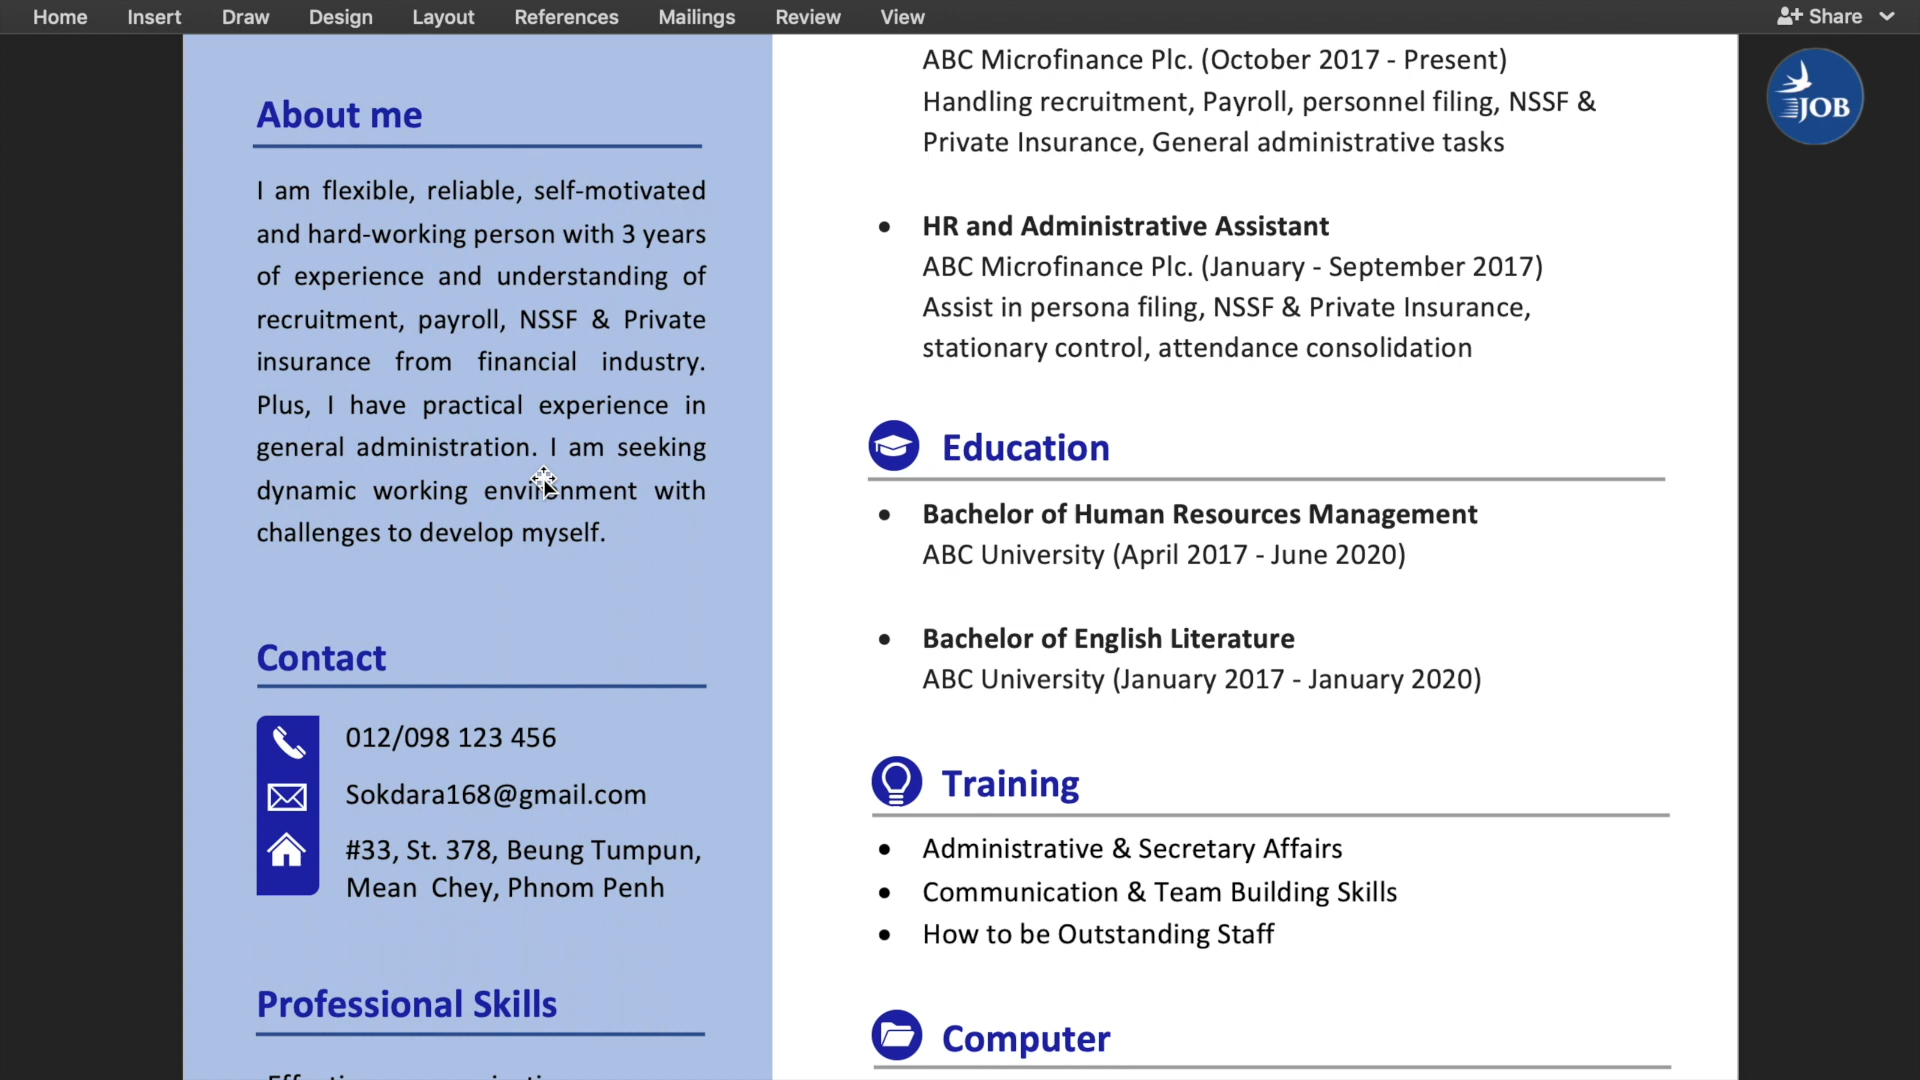 Home Insert Draw Design Layout References Mailings Review View Share
JOB
About me
I am flexible, reliable, self-motivated
and hard-working person with 3 years
of experience and understanding of
recruitment, payroll, NSSF & Private
insurance from financial industry.
Plus, I have practical experience in
general administration. I am seeking
dynamic working environment with
challenges to develop myself.
Contact
012/098 123 456
Sokdara168@gmail.com
#33, St. 378, Beung Tumpun,
Mean Chey, Phnom Penh
Professional Skills
ABC Microfinance Plc. (October 2017 - Present)
Handling recruitment, Payroll, personnel filing, NSSF &
Private Insurance, General administrative tasks
• HR and Administrative Assistant
ABC Microfinance Plc. (January - September 2017)
Assist in persona filing, NSSF & Private Insurance,
stationary control, attendance consolidation
Education
• Bachelor of Human Resources Management
ABC University (April 2017 - June 2020)
• Bachelor of English Literature
ABC University (January 2017 - January 2020)
Training
• Administrative & Secretary Affairs
• Communication & Team Building Skills
• How to be Outstanding Staff
Computer